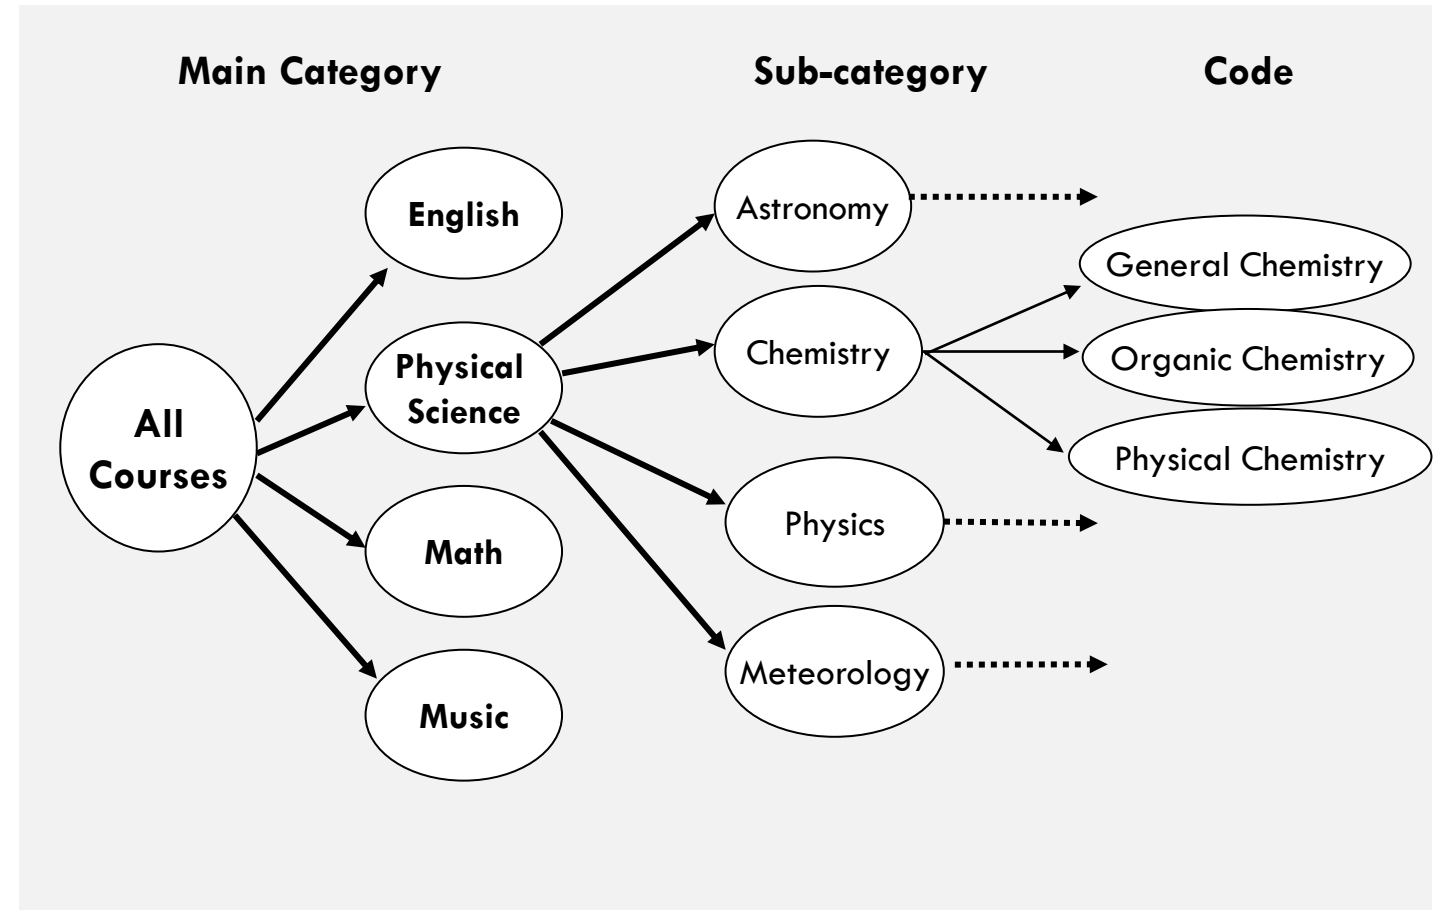 Main Category
Sub-category
Code
English
Physical
Science
All
Courses
Math
Music
Astronomy
Chemistry
Physics
Meteorology
General Chemistry
Organic Chemistry
Physical Chemistry